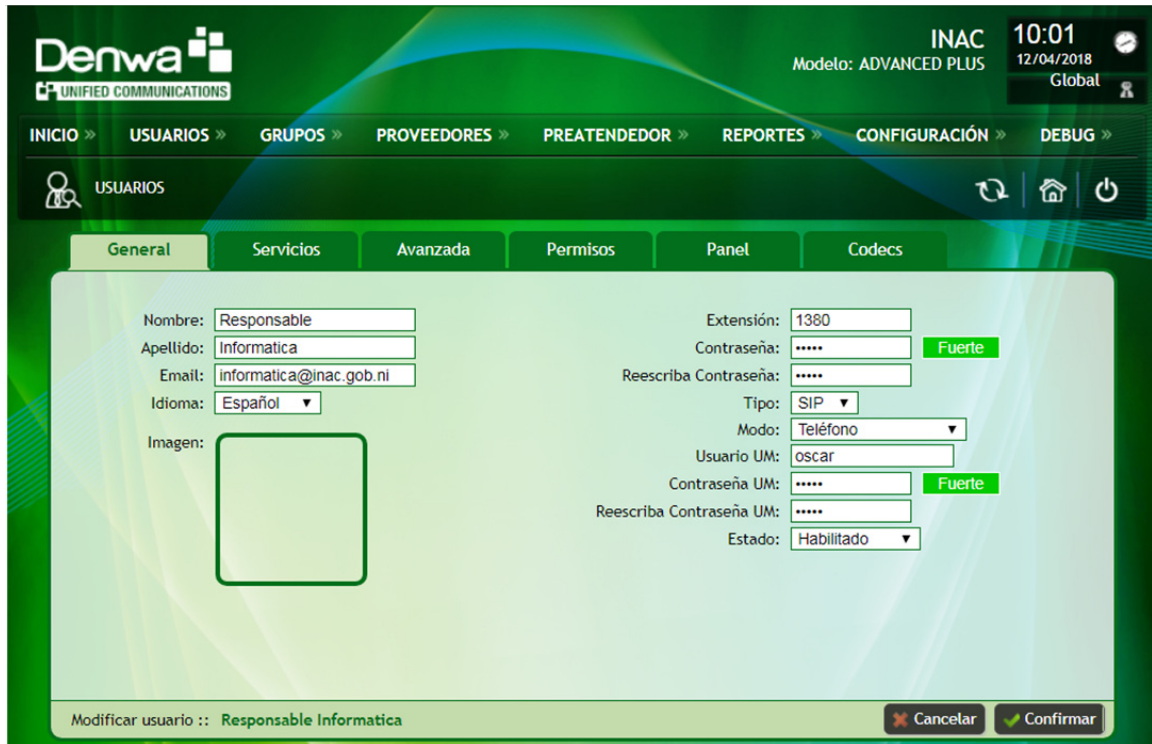 Denwa
UNIFIED COMMUNICATIONS
INAC
Modelo: ADVANCED PLUS
10:01
12/04/2018
Global
INICIO » USUARIOS » GRUPOS » PROVEEDORES » PREATENDEDOR » REPORTES » CONFIGURACIÓN » DEBUG »
USUARIOS
General Servicios Avanzada Permisos Panel Codecs
Nombre: Responsable
Apellido: Informatica
Email: informatica@inac.gob.ni
Idioma: Español
Imagen:
Extensión: 1380
Contraseña: ••••• Fuerte
Reescriba Contraseña: •••••
Tipo: SIP
Modo: Teléfono
Usuario UM: oscar
Contraseña UM: ••••• Fuerte
Reescriba Contraseña UM: •••••
Estado: Habilitado
Modificar usuario :: Responsable Informatica
Cancelar Confirmar